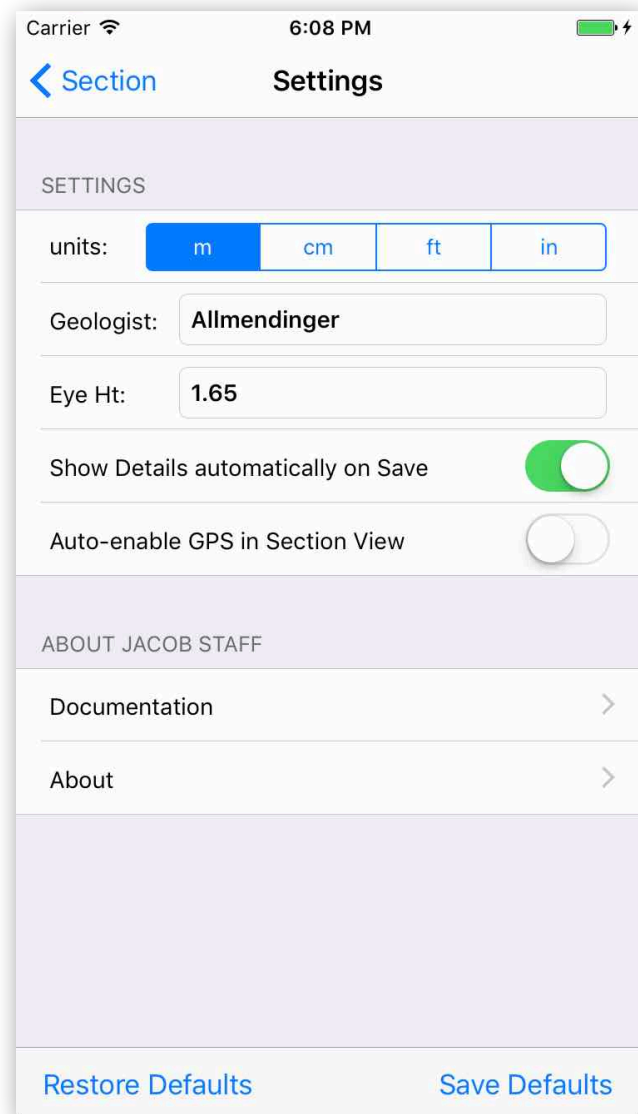 Carrier 6:08 PM
Section Settings
SETTINGS
units: m cm ft in
Geologist: Allmendinger
Eye Ht: 1.65
Show Details automatically on Save
Auto-enable GPS in Section View
ABOUT JACOB STAFF
Documentation
About
Restore Defaults Save Defaults